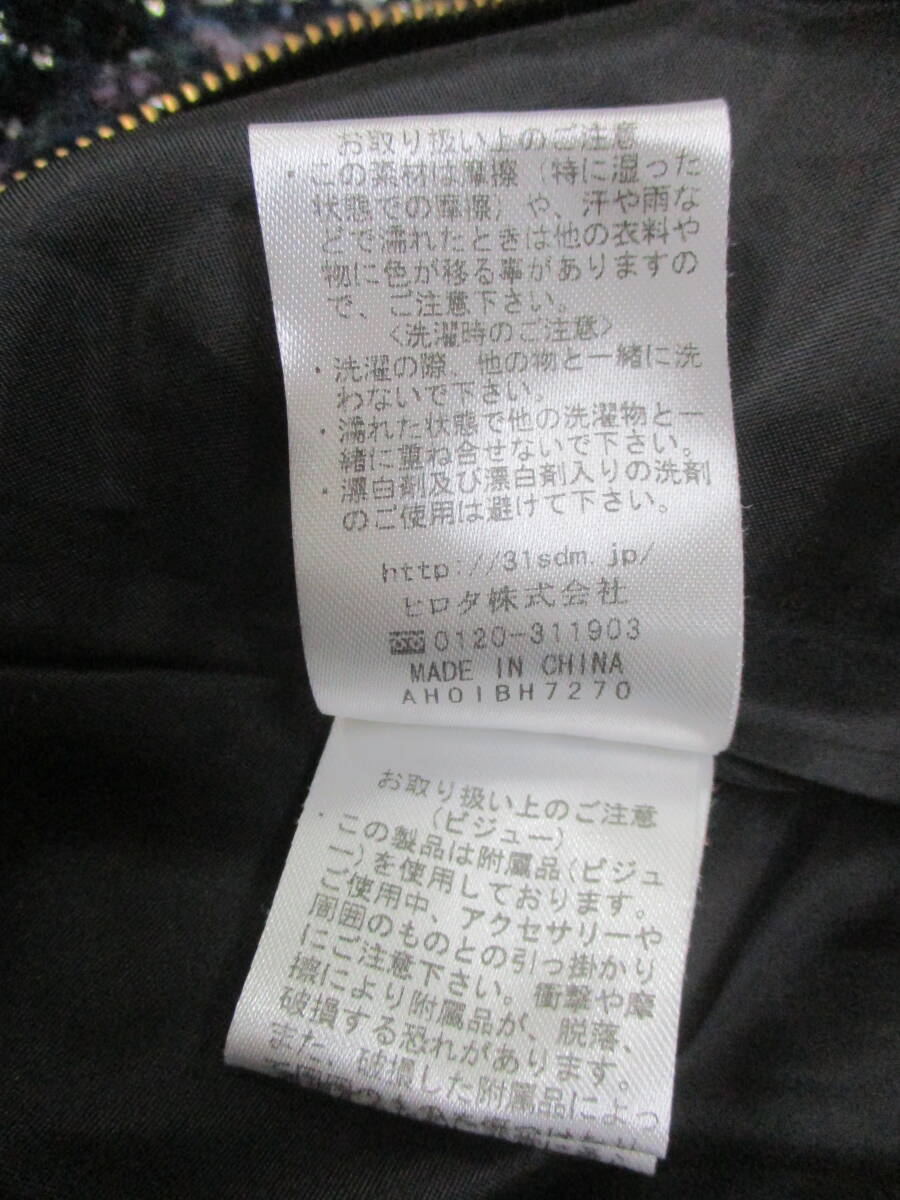 お取り扱い上のご注意
・この素材は摩擦（特に湿った
状態での摩擦）や、汗や雨な
どで濡れたときは他の衣料や
物に色が移る事がありますの
で、ご注意下さい。
<洗濯時のご注意>
・洗濯の際、他の物と一緒に洗
わないで下さい。
・濡れた状態で他の洗濯物と一
緒に重ね合せないで下さい。
・漂白剤及び漂白剤入りの洗剤
のご使用は避けて下さい。
http://31sdm.jp/
ヒロタ株式会社
0120-311903
MADE IN CHINA
AH01BH7270
お取り扱い上のご注意
(ビジュー)
・この製品は附属品(ビジュ
ー)を使用しております。
ご使用中、アクセサリーや
周囲のものとの引っ掛かり
にご注意下さい。衝撃や摩
擦により附属品が、脱落、
破損する恐れがあります。
また、破損した附属品によっ